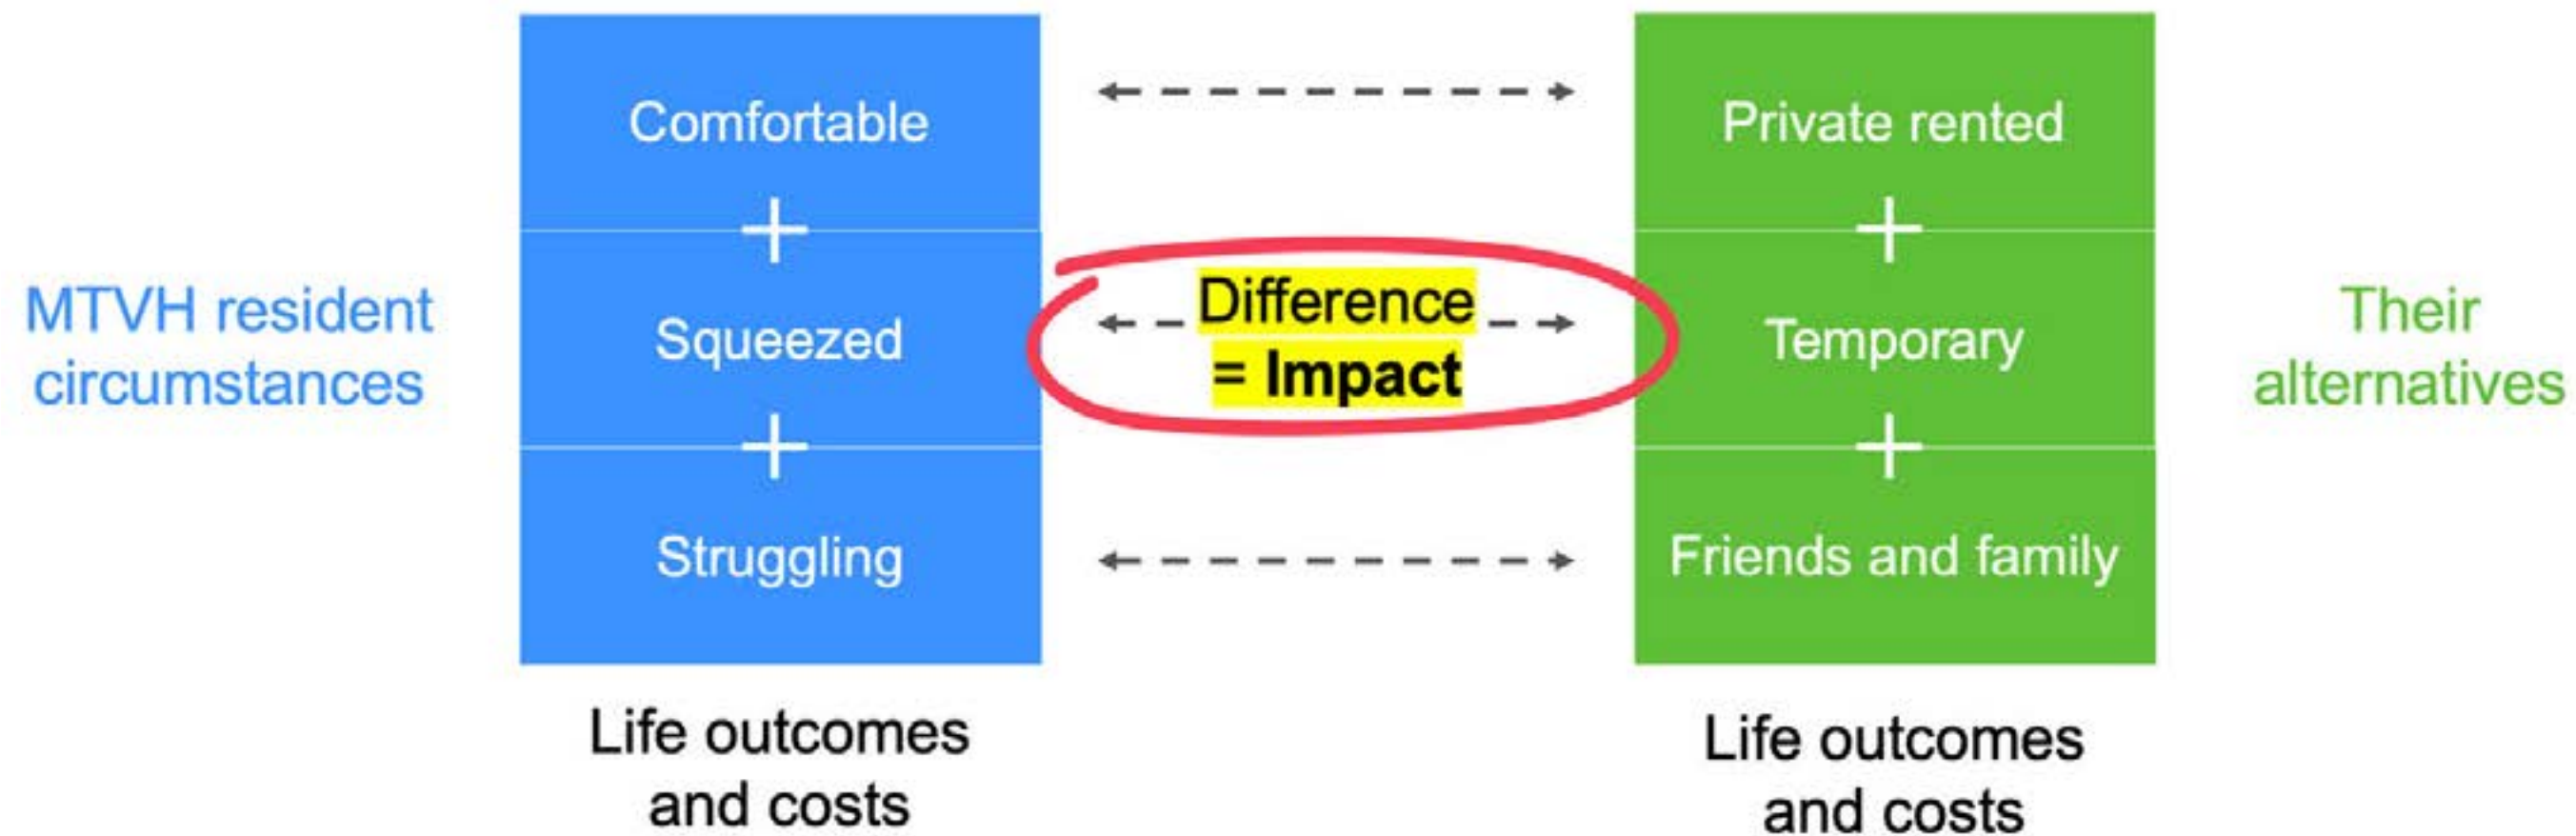 MTVH resident
circumstances
Comfortable
+
Squeezed
+
Struggling
Life outcomes
and costs
Difference
= Impact
Private rented
+
Temporary
+
Friends and family
Life outcomes
and costs
Their
alternatives